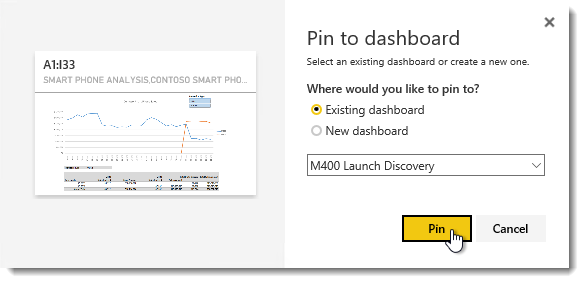 A1:I33
SMART PHONE ANALYSIS,CONTOSO SMART PHO...
Pin to dashboard
Select an existing dashboard or create a new one.
Where would you like to pin to?
Existing dashboard
New dashboard
M400 Launch Discovery
Pin
Cancel